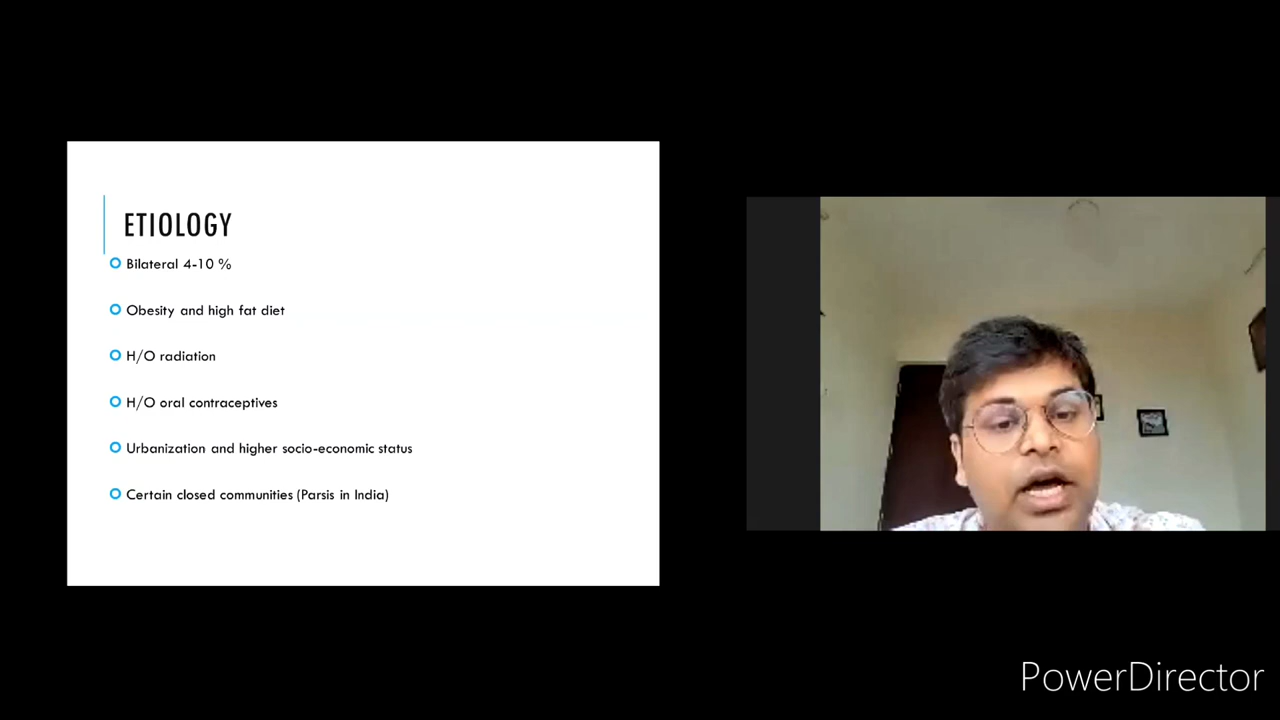 ETIOLOGY
Bilateral 4-10 %
Obesity and high fat diet
H/O radiation
H/O oral contraceptives
Urbanization and higher socio-economic status
Certain closed communities (Parsis in India)
PowerDirector